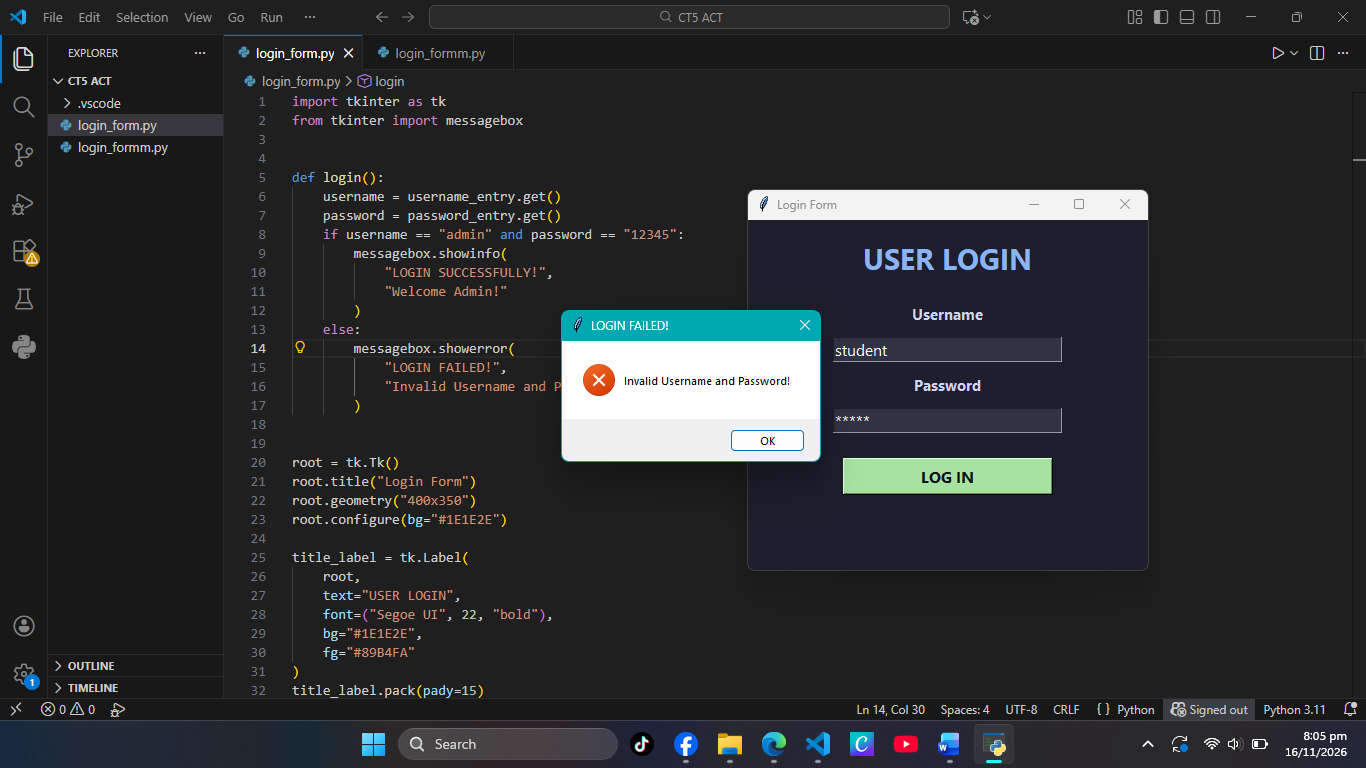 File Edit Selection View Go Run ··· CT5 ACT
EXPLORER ···
CT5 ACT
.vscode
login_form.py
login_formm.py
OUTLINE
TIMELINE
login_form.py login_formm.py
login_form.py > login
1 import tkinter as tk
2 from tkinter import messagebox
3
4
5 def login():
6 username = username_entry.get()
7 password = password_entry.get()
8 if username == "admin" and password == "12345":
9 messagebox.showinfo(
10 "LOGIN SUCCESSFULLY!",
11 "Welcome Admin!"
12 )
13 else:
14 messagebox.showerror(
15 "LOGIN FAILED!",
16 "Invalid Username and P
17 )
18
19
20 root = tk.Tk()
21 root.title("Login Form")
22 root.geometry("400x350")
23 root.configure(bg="#1E1E2E")
24
25 title_label = tk.Label(
26 root,
27 text="USER LOGIN",
28 font=("Segoe UI", 22, "bold"),
29 bg="#1E1E2E",
30 fg="#89B4FA"
31 )
32 title_label.pack(pady=15)
Login Form
USER LOGIN
Username
student
Password
*****
LOG IN
LOGIN FAILED!
Invalid Username and Password!
OK
1
0 0 Ln 14, Col 30 Spaces: 4 UTF-8 CRLF { } Python Signed out Python 3.11
Search
8:05 pm
16/11/2026